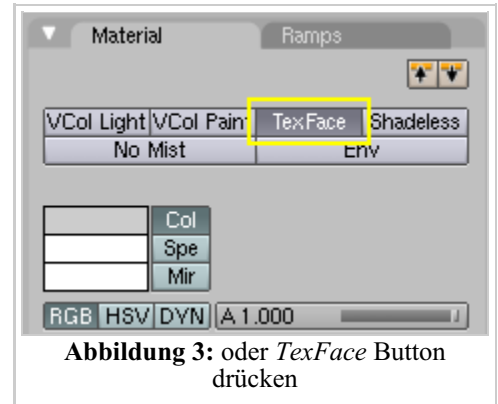 Material Ramps
VCol Light VCol Pain TexFace Shadeless
No Mist Env
Col
Spe
Mir
RGB HSV DYN A 1.000
Abbildung 3: oder TexFace Button
drücken